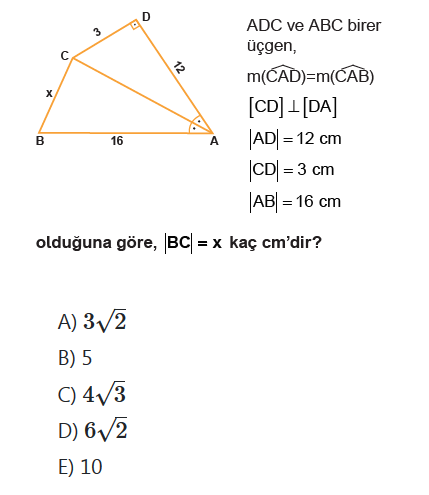 D
3
C
12
x
B
16
A
ADC ve ABC birer
üçgen,
m(CAD)=m(CAB)
[CD]⊥[DA]
|AD| = 12 cm
|CD| = 3 cm
|AB| = 16 cm
olduğuna göre, |BC| = x kaç cm'dir?
A) 3√2
B) 5
C) 4√3
D) 6√2
E) 10